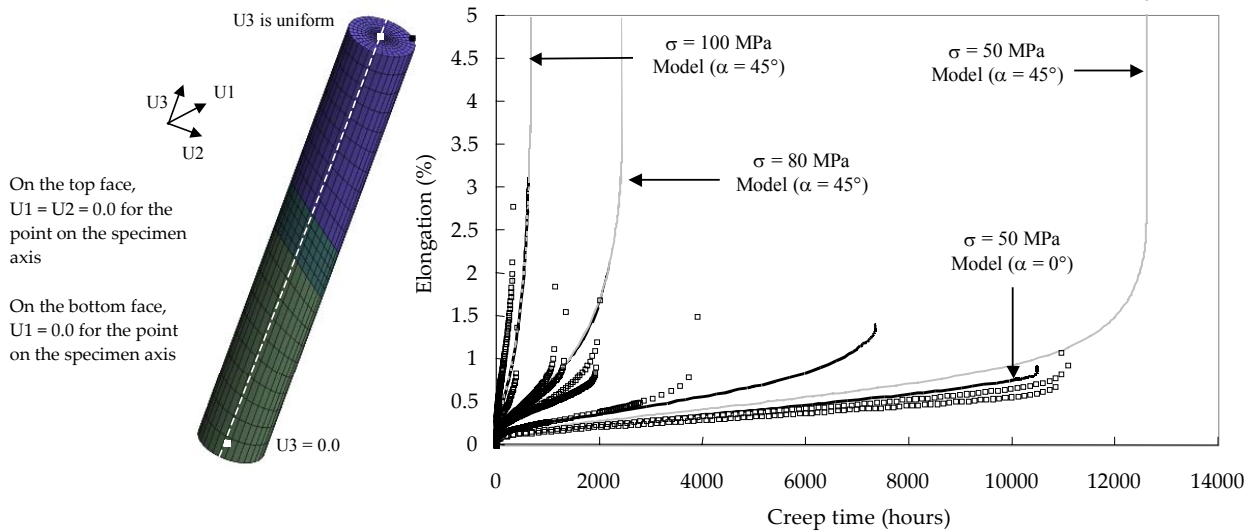 U3 is uniform
U3
U1
U2
On the top face,
U1 = U2 = 0.0 for the
point on the specimen
axis
On the bottom face,
U1 = 0.0 for the point
on the specimen axis
U3 = 0.0
Elongation (%)
5
4.5
4
3.5
3
2.5
2
1.5
1
0.5
0
σ = 100 MPa
Model (α = 45°)
σ = 50 MPa
Model (α = 45°)
σ = 80 MPa
Model (α = 45°)
σ = 50 MPa
Model (α = 0°)
0
2000
4000
6000
8000
10000
12000
14000
Creep time (hours)